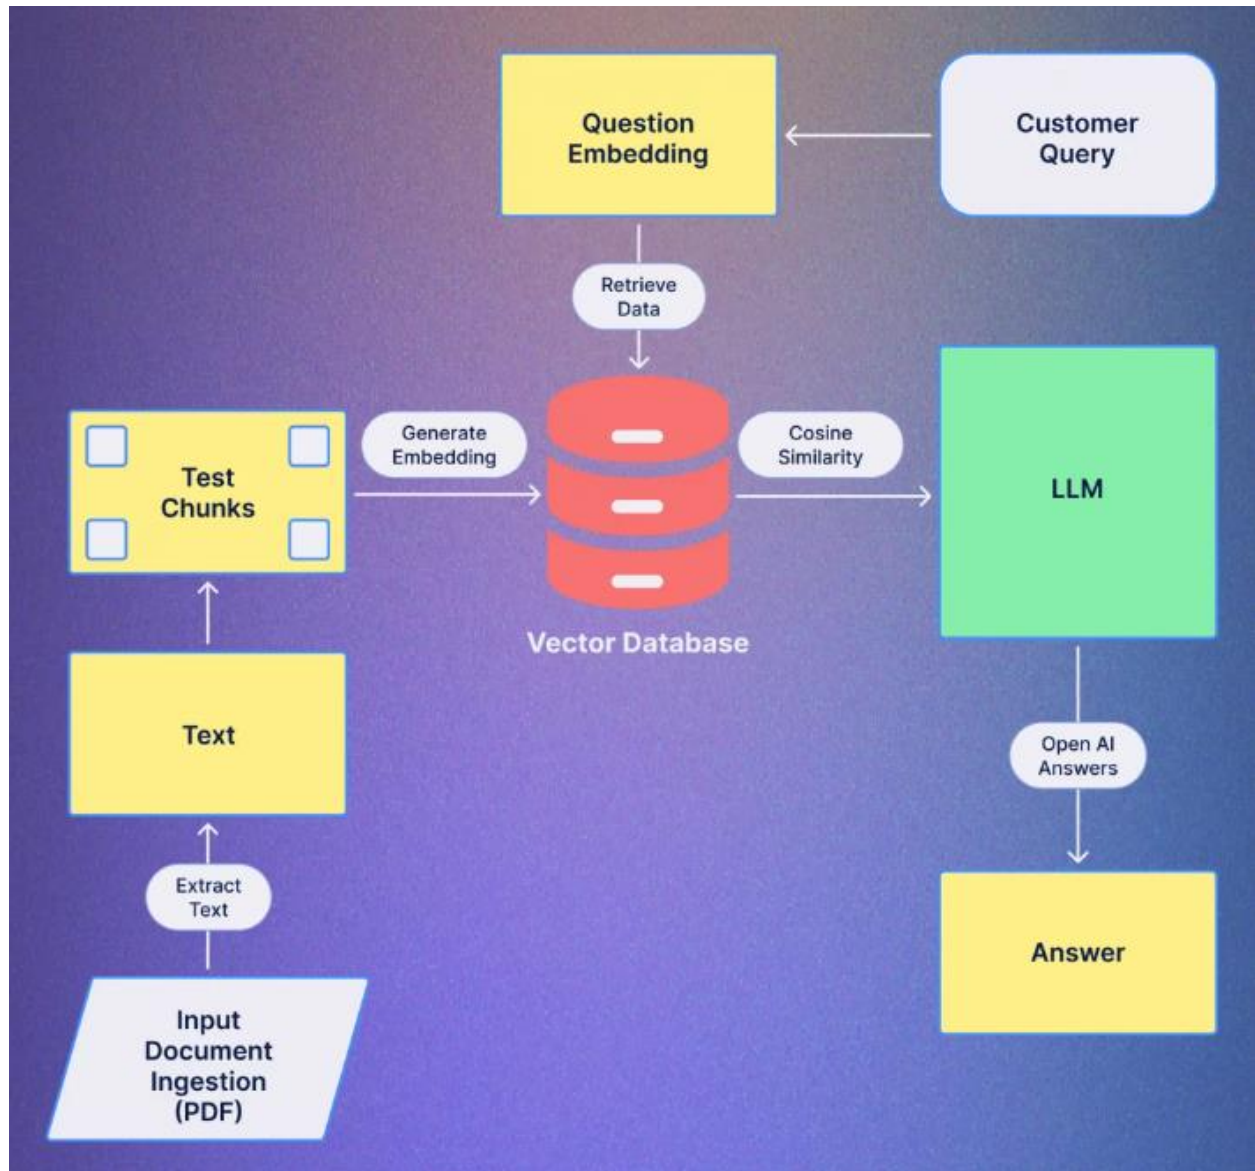 Question
Embedding
Customer
Query
Retrieve
Data
Test
Chunks
Generate
Embedding
Cosine
Similarity
LLM
Vector Database
Text
Open AI
Answers
Extract
Text
Answer
Input
Document
Ingestion
(PDF)